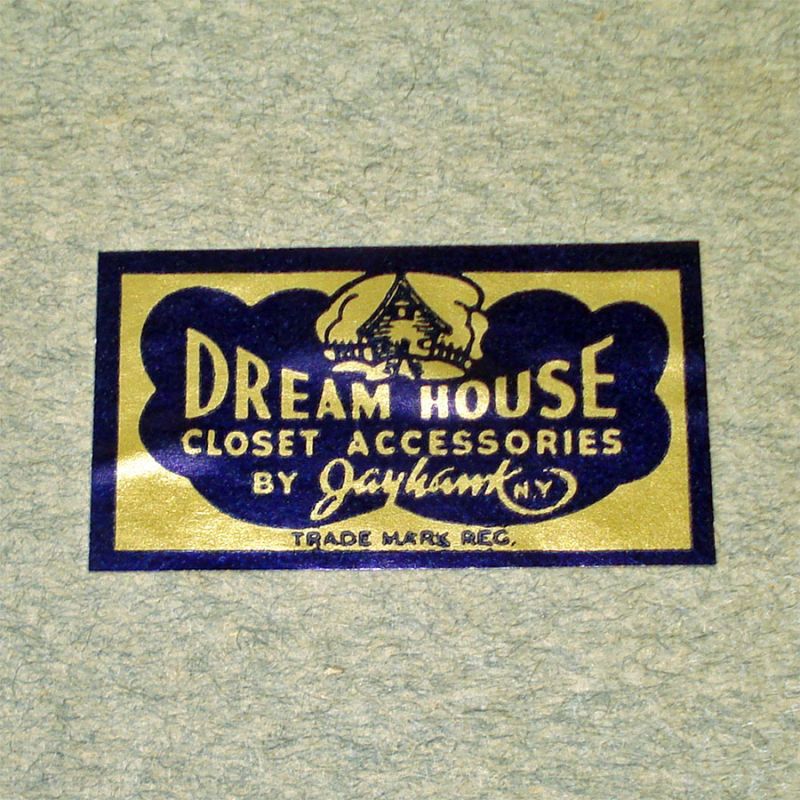 DREAM HOUSE
CLOSET ACCESSORIES
BY Jayhawk N.Y.
TRADE MARK REG.